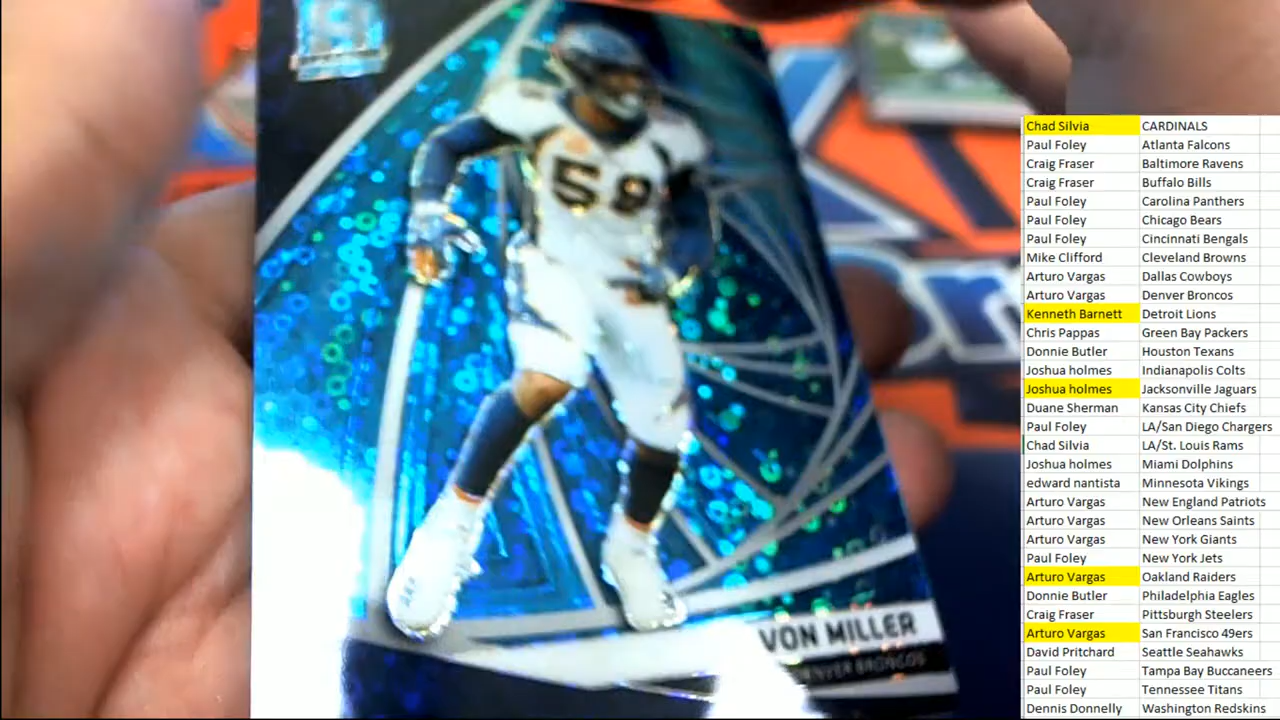 58
VON MILLER
DENVER BRONCOS
Chad Silvia CARDINALS
Paul Foley Atlanta Falcons
Craig Fraser Baltimore Ravens
Craig Fraser Buffalo Bills
Paul Foley Carolina Panthers
Paul Foley Chicago Bears
Paul Foley Cincinnati Bengals
Mike Clifford Cleveland Browns
Arturo Vargas Dallas Cowboys
Arturo Vargas Denver Broncos
Kenneth Barnett Detroit Lions
Chris Pappas Green Bay Packers
Donnie Butler Houston Texans
Joshua holmes Indianapolis Colts
Joshua holmes Jacksonville Jaguars
Duane Sherman Kansas City Chiefs
Paul Foley LA/San Diego Chargers
Chad Silvia LA/St. Louis Rams
Joshua holmes Miami Dolphins
edward nantista Minnesota Vikings
Arturo Vargas New England Patriots
Arturo Vargas New Orleans Saints
Arturo Vargas New York Giants
Paul Foley New York Jets
Arturo Vargas Oakland Raiders
Donnie Butler Philadelphia Eagles
Craig Fraser Pittsburgh Steelers
Arturo Vargas San Francisco 49ers
David Pritchard Seattle Seahawks
Paul Foley Tampa Bay Buccaneers
Paul Foley Tennessee Titans
Dennis Donnelly Washington Redskins